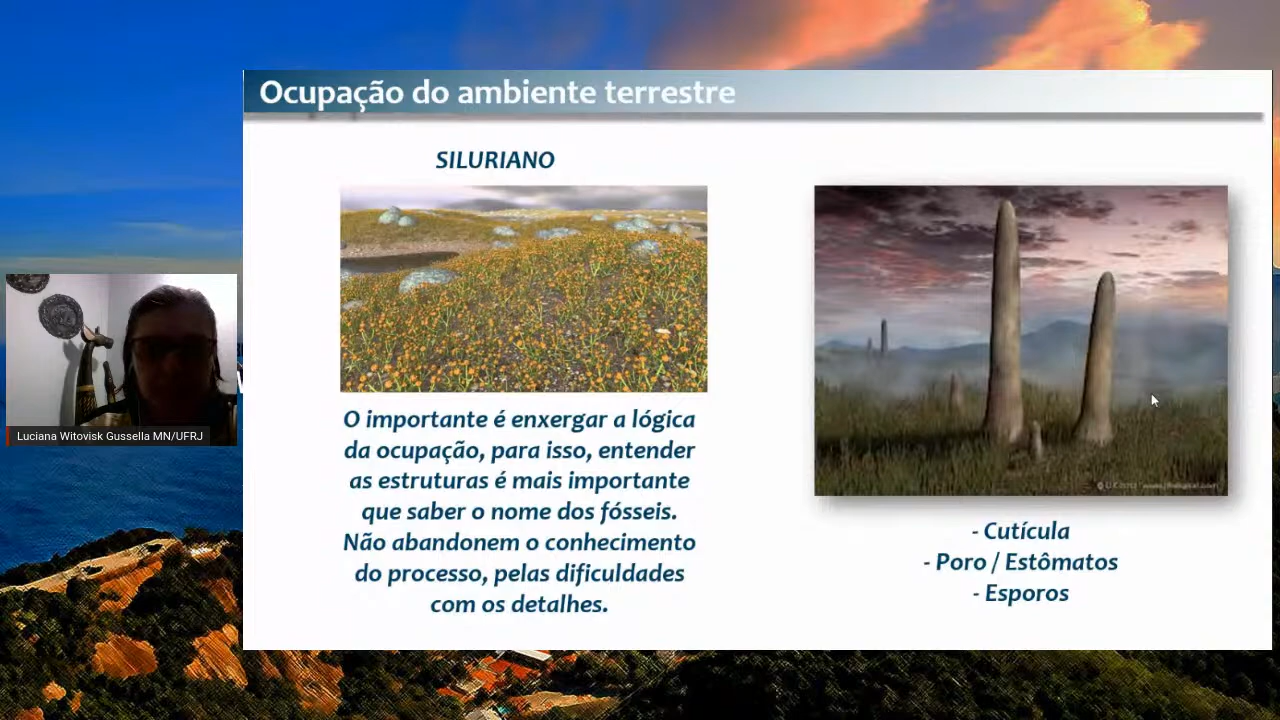 Ocupação do ambiente terrestre
SILURIANO
O importante é enxergar a lógica
da ocupação, para isso, entender
as estruturas é mais importante
que saber o nome dos fósseis.
Não abandonem o conhecimento
do processo, pelas dificuldades
com os detalhes.
- Cutícula
- Poro / Estômatos
- Esporos
Luciana Witovisk Gussella MN/UFRJ